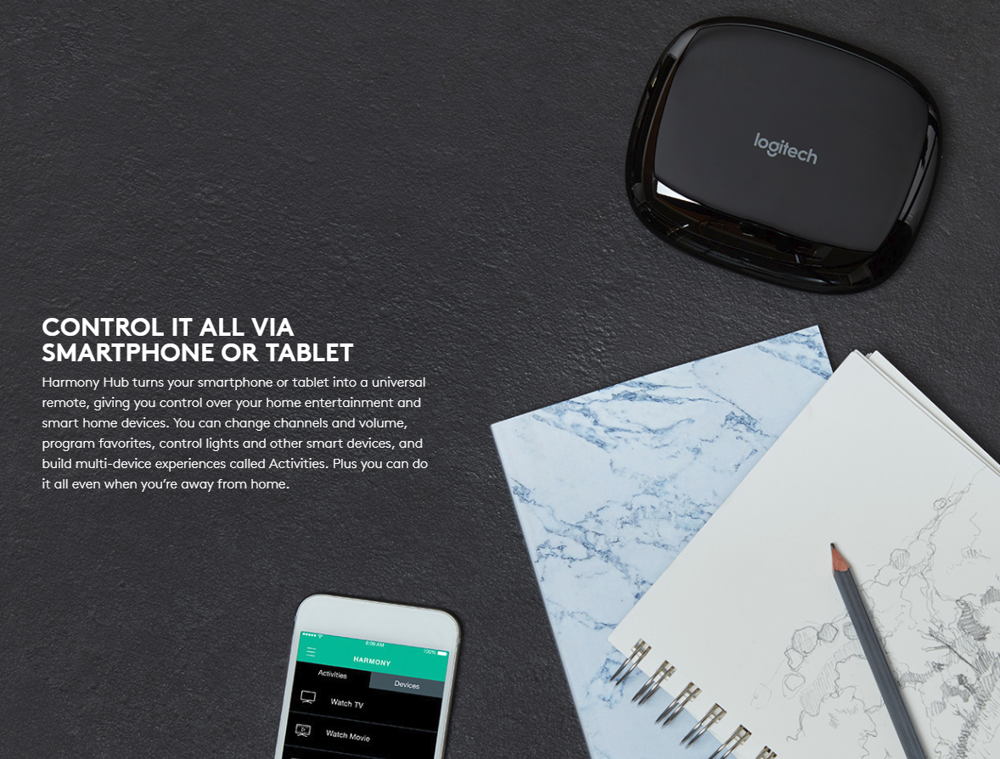 logitech
CONTROL IT ALL VIA
SMARTPHONE OR TABLET
Harmony Hub turns your smartphone or tablet into a universal
remote, giving you control over your home entertainment and
smart home devices. You can change channels and volume,
program favorites, control lights and other smart devices, and
build multi-device experiences called Activities. Plus you can do
it all even when you’re away from home.
8:08 AM
100%
HARMONY
Activities
Devices
Watch TV
Watch Movie